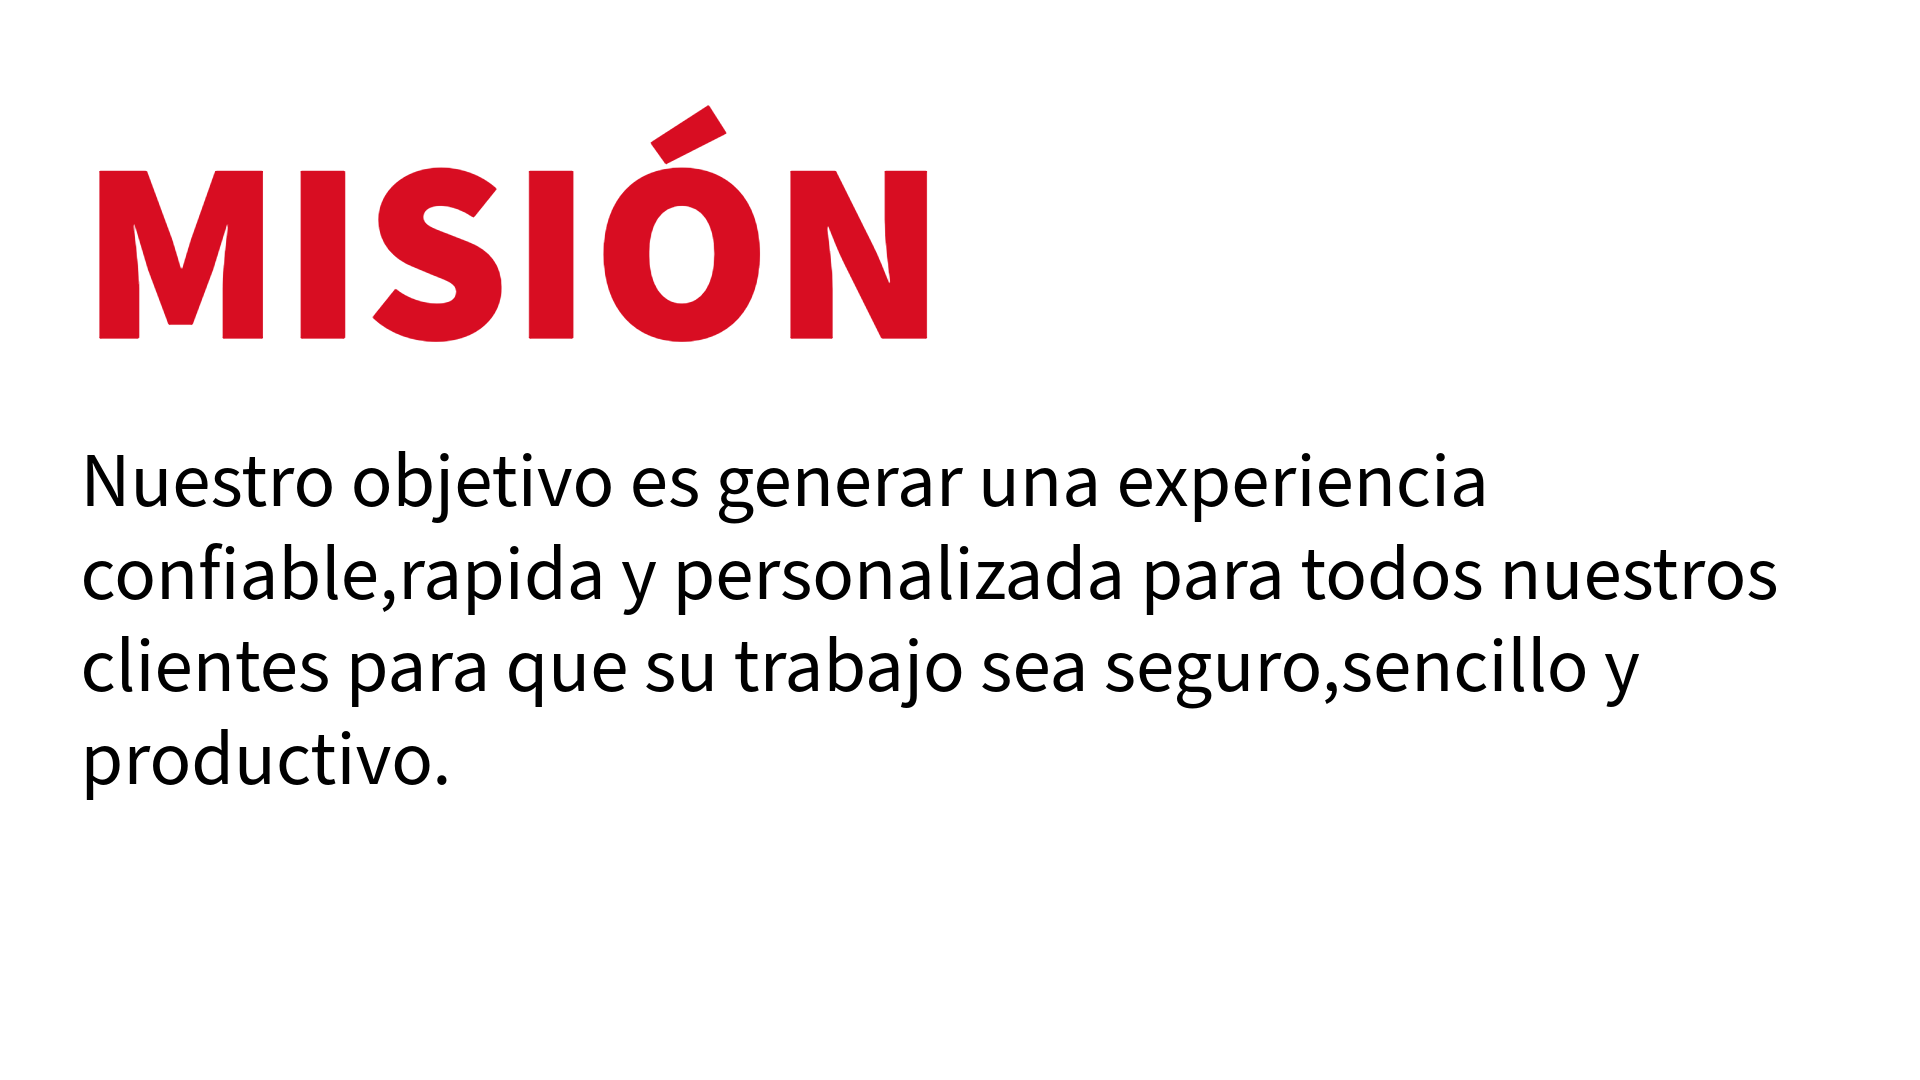 MISIÓN
Nuestro objetivo es generar una experiencia
confiable,rapida y personalizada para todos nuestros
clientes para que su trabajo sea seguro,sencillo y
productivo.